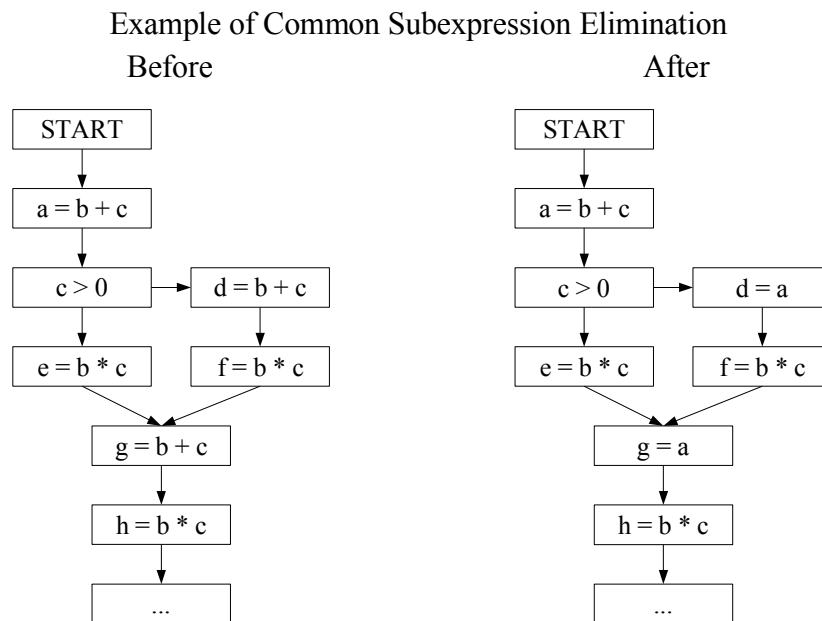 Example of Common Subexpression Elimination
Before
START
a = b + c
c > 0
d = b + c
e = b * c
f = b * c
g = b + c
h = b * c
...
After
START
a = b + c
c > 0
d = a
e = b * c
f = b * c
g = a
h = b * c
...